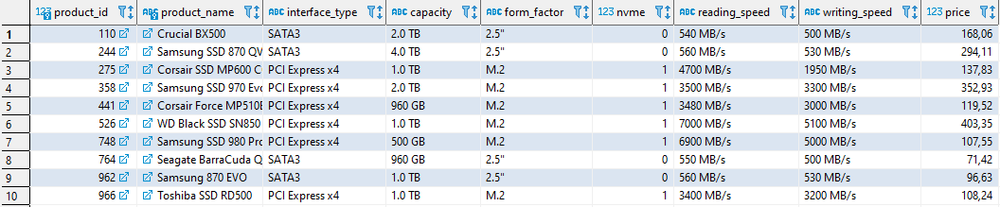 123 product_id ABC product_name ABC interface_type ABC capacity ABC form_factor 123 nvme ABC reading_speed ABC writing_speed 123 price
1 110 Crucial BX500 SATA3 2.0 TB 2.5" 0 540 MB/s 500 MB/s 168,06
2 244 Samsung SSD 870 QV SATA3 4.0 TB 2.5" 0 560 MB/s 530 MB/s 294,11
3 275 Corsair SSD MP600 C PCI Express x4 1.0 TB M.2 1 4700 MB/s 1950 MB/s 137,83
4 358 Samsung SSD 970 Evo PCI Express x4 2.0 TB M.2 1 3500 MB/s 3300 MB/s 352,93
5 441 Corsair Force MP510B PCI Express x4 960 GB M.2 1 3480 MB/s 3000 MB/s 119,52
6 526 WD Black SSD SN850 PCI Express x4 1.0 TB M.2 1 7000 MB/s 5100 MB/s 403,35
7 748 Samsung SSD 980 Pro PCI Express x4 500 GB M.2 1 6900 MB/s 5000 MB/s 107,55
8 764 Seagate BarraCuda Q SATA3 960 GB 2.5" 0 550 MB/s 500 MB/s 71,42
9 962 Samsung 870 EVO SATA3 1.0 TB 2.5" 0 560 MB/s 530 MB/s 96,63
10 966 Toshiba SSD RD500 PCI Express x4 1.0 TB M.2 1 3400 MB/s 3200 MB/s 108,24